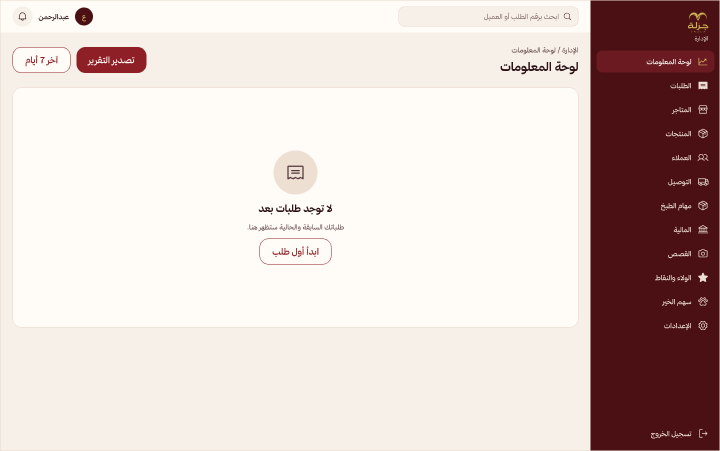 جزلة
الإدارة
لوحة المعلومات
الطلبات
المتاجر
المنتجات
العملاء
التوصيل
مهام الطبخ
المالية
القصص
الولاء والنقاط
سهم الخير
الإعدادات
تسجيل الخروج
ابحث برقم الطلب أو العميل
ع
عبدالرحمن
الإدارة / لوحة المعلومات
لوحة المعلومات
تصدير التقرير
آخر 7 أيام
لا توجد طلبات بعد
طلباتك السابقة والحالية ستظهر هنا.
ابدأ أول طلب